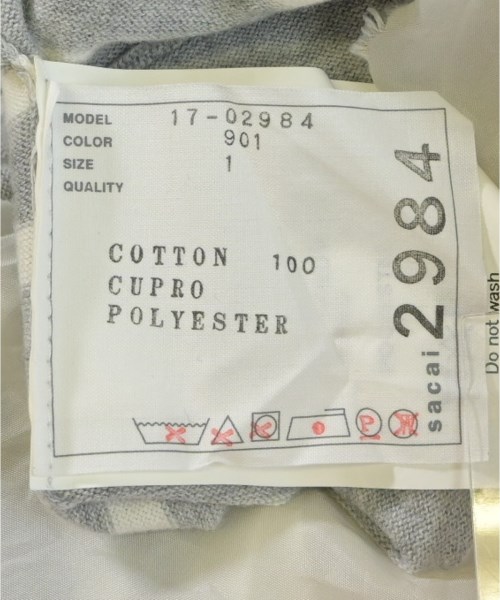 MODEL 17-02984
COLOR 901
SIZE 1
QUALITY
COTTON 100
CUPRO
POLYESTER
P
sacai 2984
Do not wash